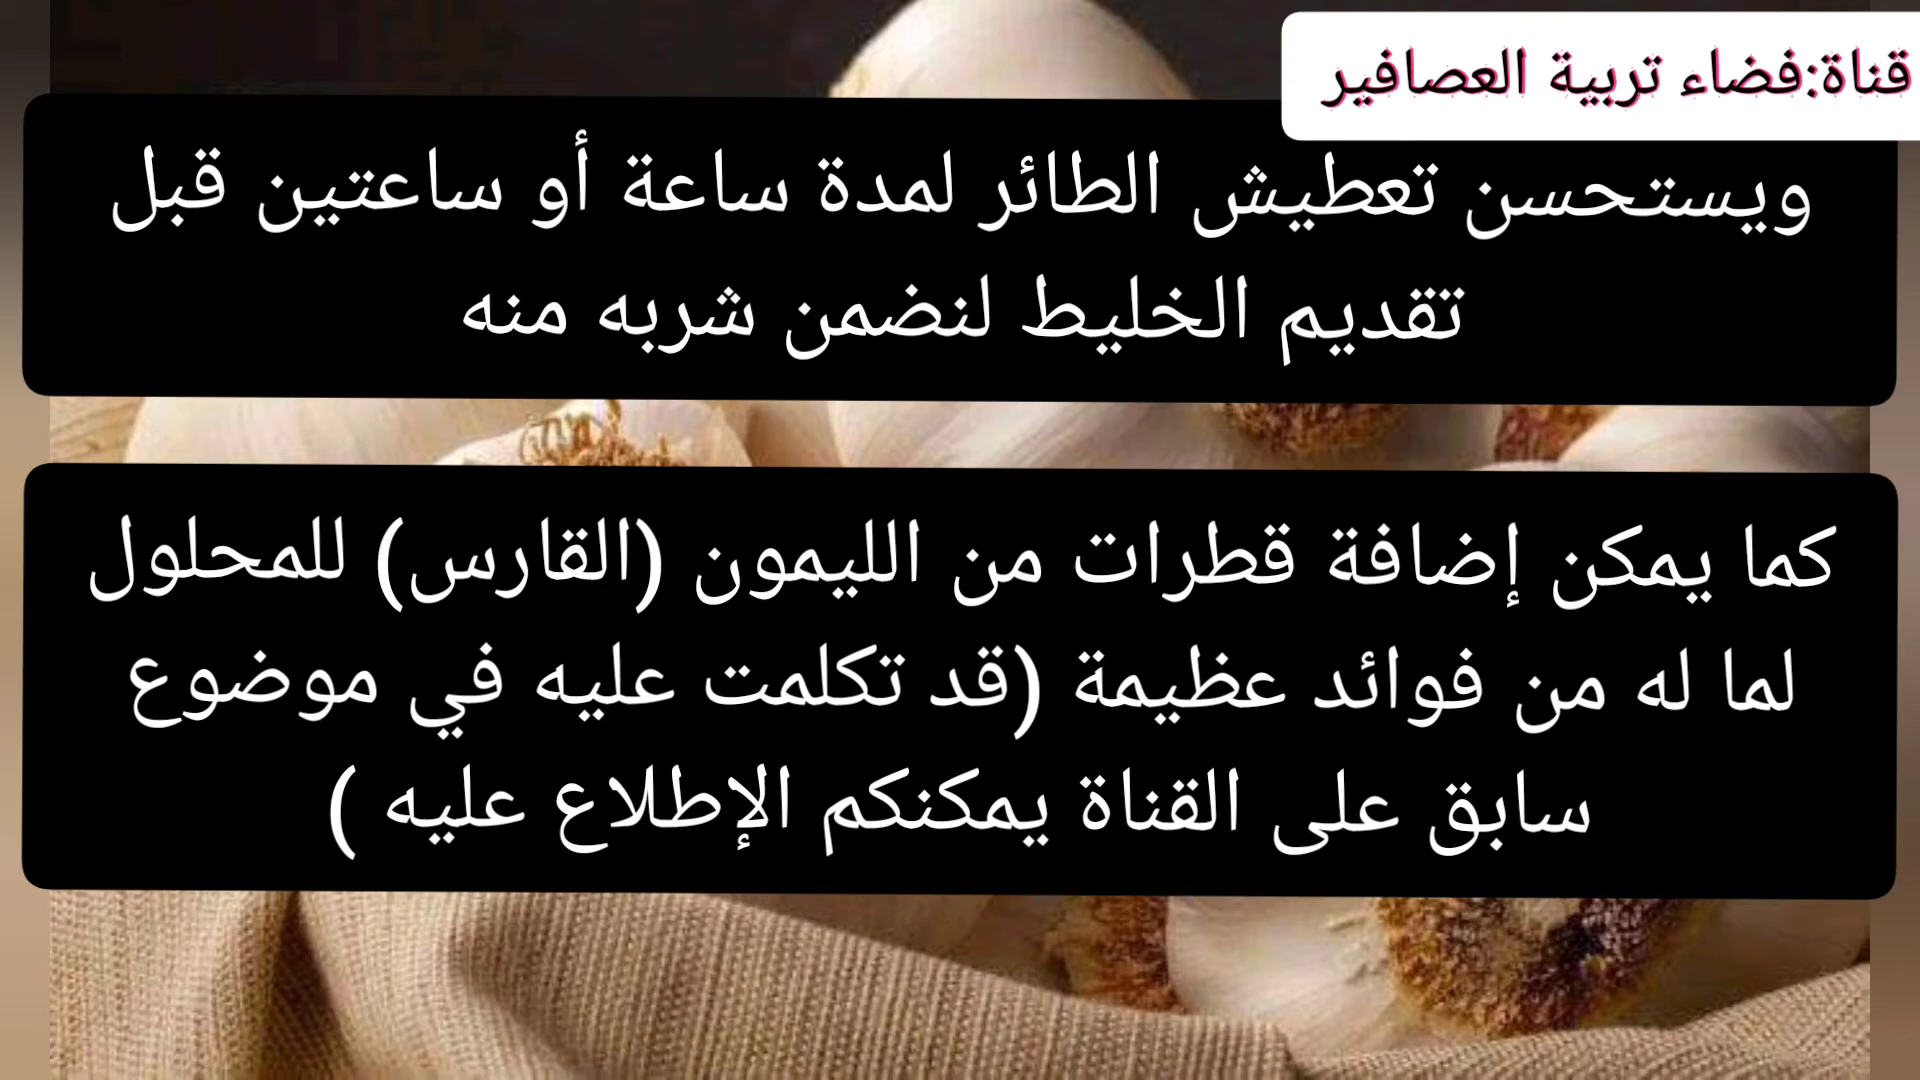 قناة:فضاء تربية العصافير
ويستحسن تعطيش الطائر لمدة ساعة أو ساعتين قبل
تقديم الخليط لنضمن شربه منه
كما يمكن إضافة قطرات من الليمون (القارس) للمحلول
لما له من فوائد عظيمة (قد تكلمت عليه في موضوع
سابق على القناة يمكنكم الإطلاع عليه )